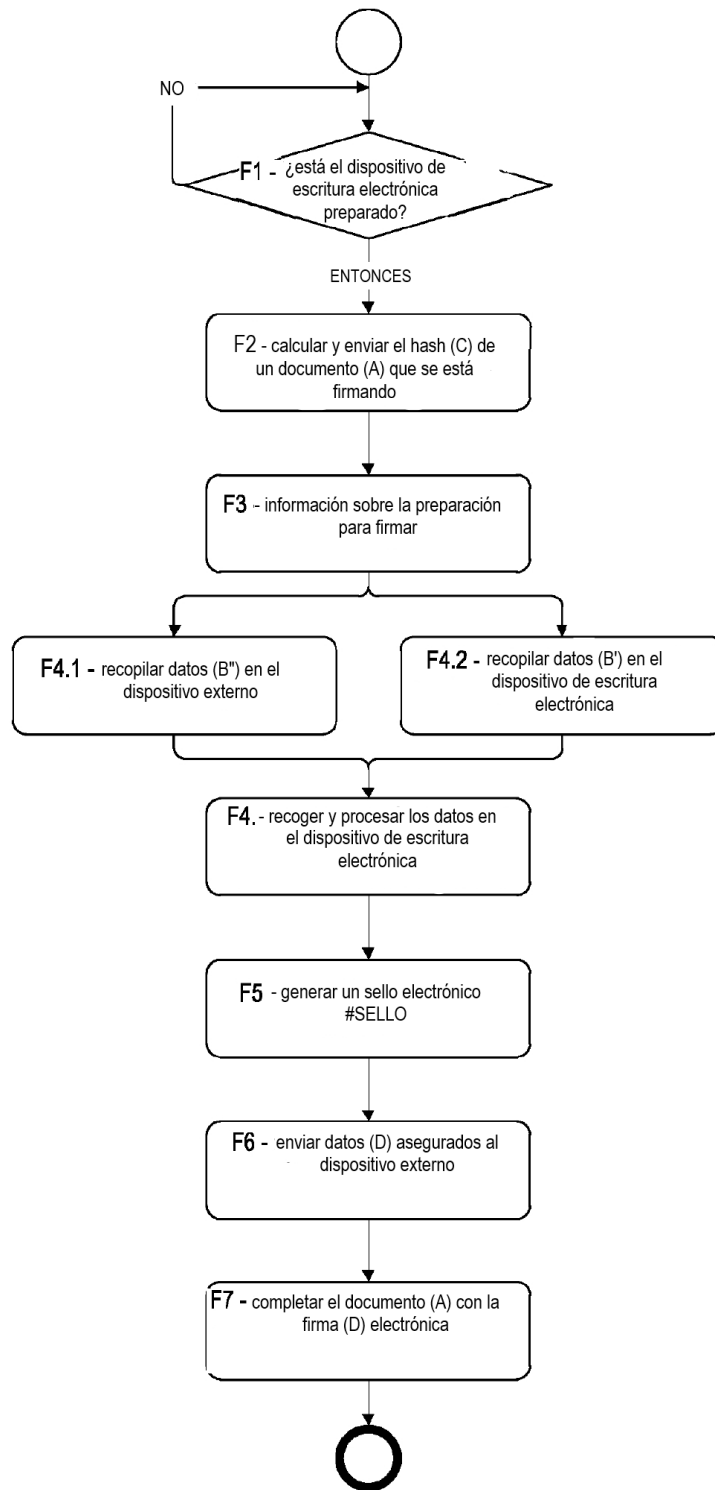 NO
F1 - ¿está el dispositivo de
escritura electrónica
preparado?
ENTONCES
F2 - calcular y enviar el hash (C) de
un documento (A) que se está
firmando
F3 - información sobre la preparación
para firmar
F4.1 - recopilar datos (B") en el
dispositivo externo
F4.2 - recopilar datos (B') en el
dispositivo de escritura
electrónica
F4. - recoger y procesar los datos en
el dispositivo de escritura
electrónica
F5 - generar un sello electrónico
#SELLO
F6 - enviar datos (D) asegurados al
dispositivo externo
F7 - completar el documento (A) con la
firma (D) electrónica